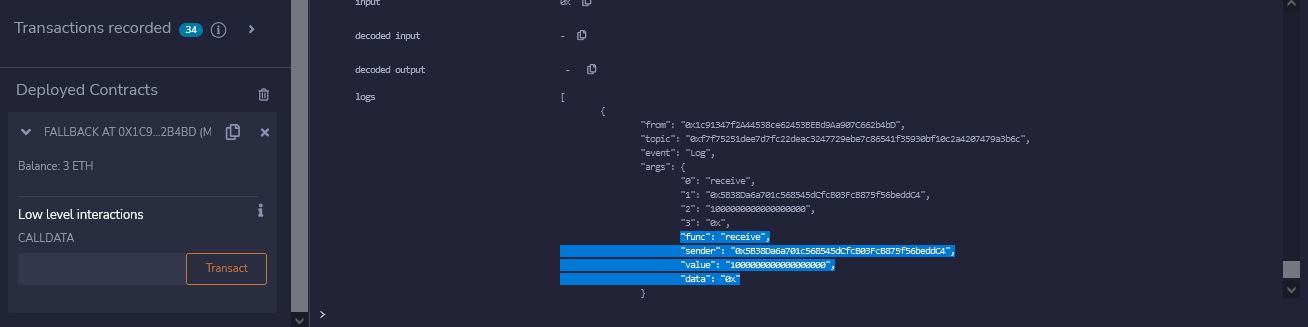 Transactions recorded 34 i >
Deployed Contracts
FALLBACK AT 0X1C9...2B4BD (M
Balance: 3 ETH
Low level interactions
CALLDATA
Transact
input 0x
decoded input -
decoded output -
logs [
{
"from": "0x1c91347f2A44538ce62453BEBd9Aa907C662b4bD",
"topic": "0xf7f75251dee7d7fc22deac3247729ebe7c86541f35930bf10c2a4207479a3b6c",
"event": "Log",
"args": {
"0": "receive",
"1": "0x5B38Da6a701c568545dCfcB03FcB875f56beddC4",
"2": "1000000000000000000",
"3": "0x",
"func": "receive",
"sender": "0x5B38Da6a701c568545dCfcB03FcB875f56beddC4",
"value": "1000000000000000000",
"data": "0x"
}
>